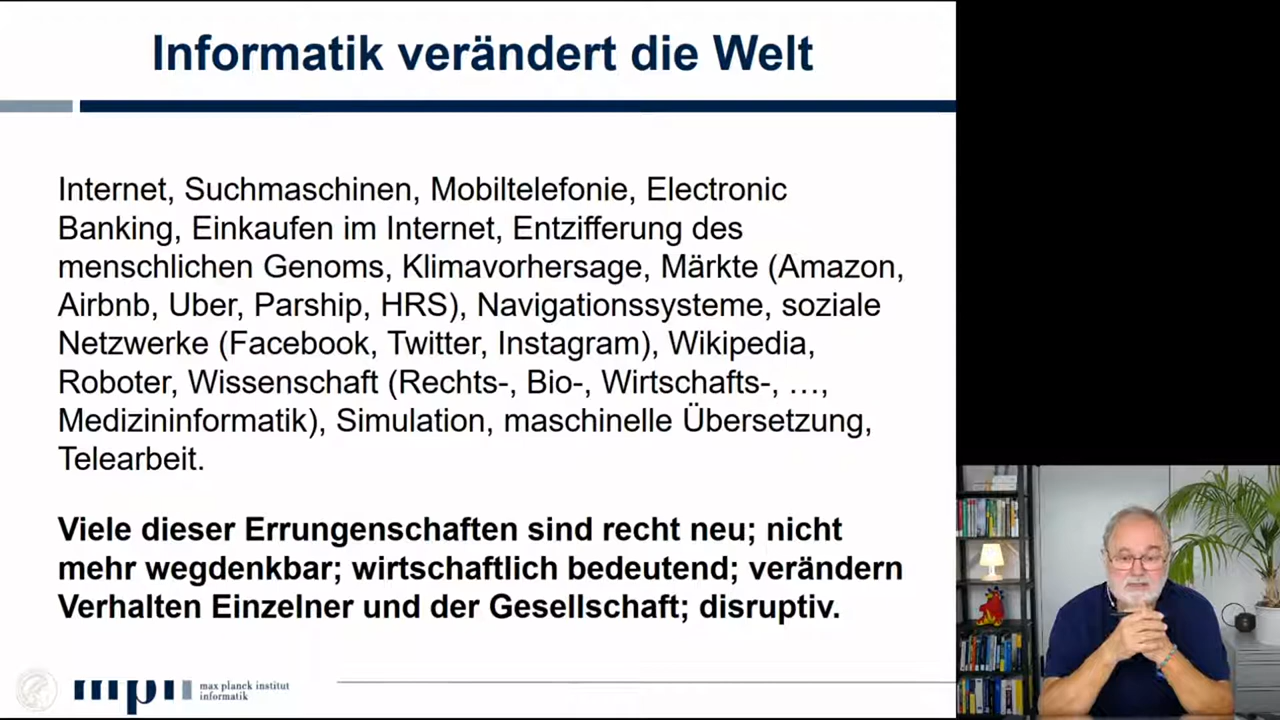 Informatik verändert die Welt
Internet, Suchmaschinen, Mobiltelefonie, Electronic
Banking, Einkaufen im Internet, Entzifferung des
menschlichen Genoms, Klimavorhersage, Märkte (Amazon,
Airbnb, Uber, Parship, HRS), Navigationssysteme, soziale
Netzwerke (Facebook, Twitter, Instagram), Wikipedia,
Roboter, Wissenschaft (Rechts-, Bio-, Wirtschafts-, …,
Medizininformatik), Simulation, maschinelle Übersetzung,
Telearbeit.
Viele dieser Errungenschaften sind recht neu; nicht
mehr wegdenkbar; wirtschaftlich bedeutend; verändern
Verhalten Einzelner und der Gesellschaft; disruptiv.
max planck institut
informatik